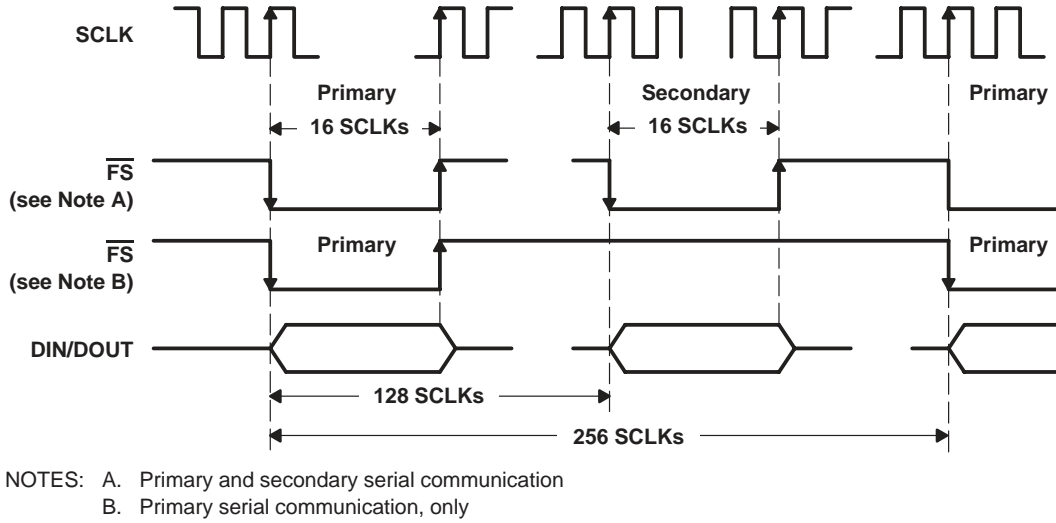 SCLK
Primary
Secondary
Primary
16 SCLKs
16 SCLKs
FS
(see Note A)
FS
(see Note B)
Primary
Primary
DIN/DOUT
128 SCLKs
256 SCLKs
NOTES: A. Primary and secondary serial communication
B. Primary serial communication, only